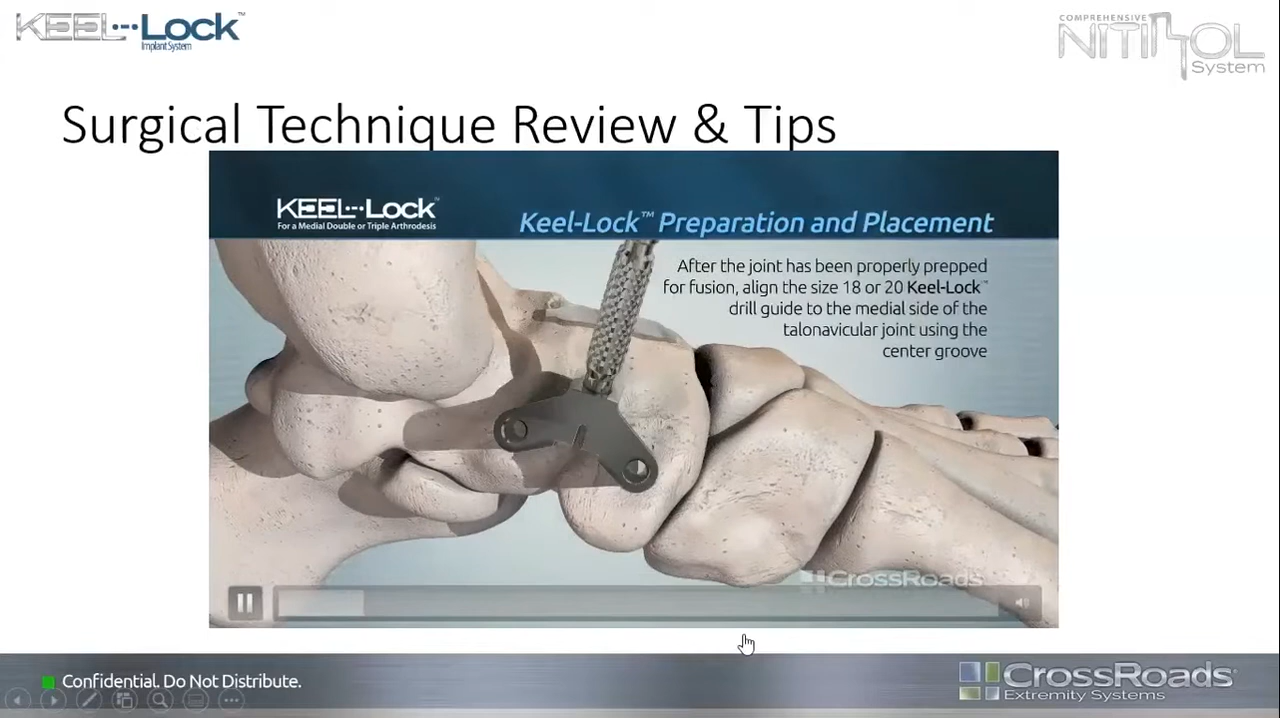 KEEL-LOCK™
Implant System
COMPREHENSIVE
NITINOL
System
Surgical Technique Review & Tips
KEEL-LOCK™
For a Medial Double or Triple Arthrodesis
Keel-Lock™ Preparation and Placement
After the joint has been properly prepped
for fusion, align the size 18 or 20 Keel-Lock™
drill guide to the medial side of the
talonavicular joint using the
center groove
CrossRoads
Confidential. Do Not Distribute.
CrossRoads®
Extremity Systems™